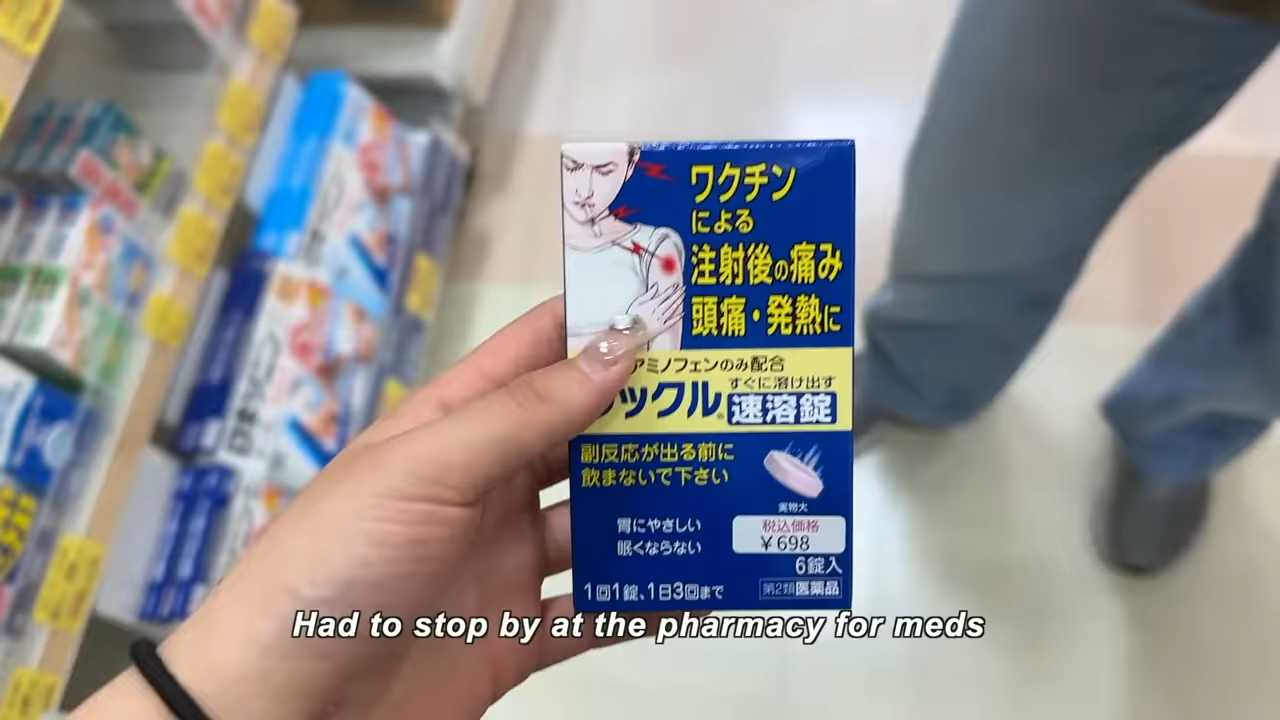 ワクチン
による
注射後の痛み
頭痛・発熱に
アミノフェンのみ配合
ックル® すぐに溶け出す
速溶錠
副反応が出る前に
飲まないで下さい
実物大
胃にやさしい
眠くならない
税込価格
¥698
6錠入
1回1錠、1日3回まで
第2類医薬品
Had to stop by at the pharmacy for meds